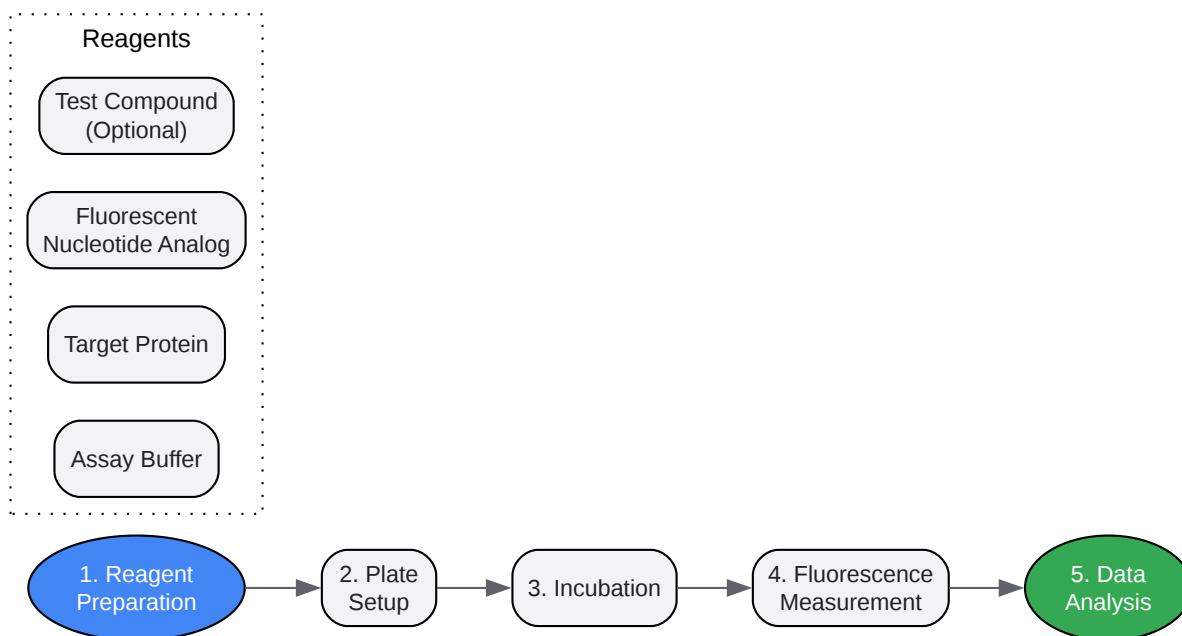 Reagents
Test Compound
(Optional)
Fluorescent
Nucleotide Analog
Target Protein
Assay Buffer
1. Reagent
Preparation
2. Plate
Setup
3. Incubation
4. Fluorescence
Measurement
5. Data
Analysis